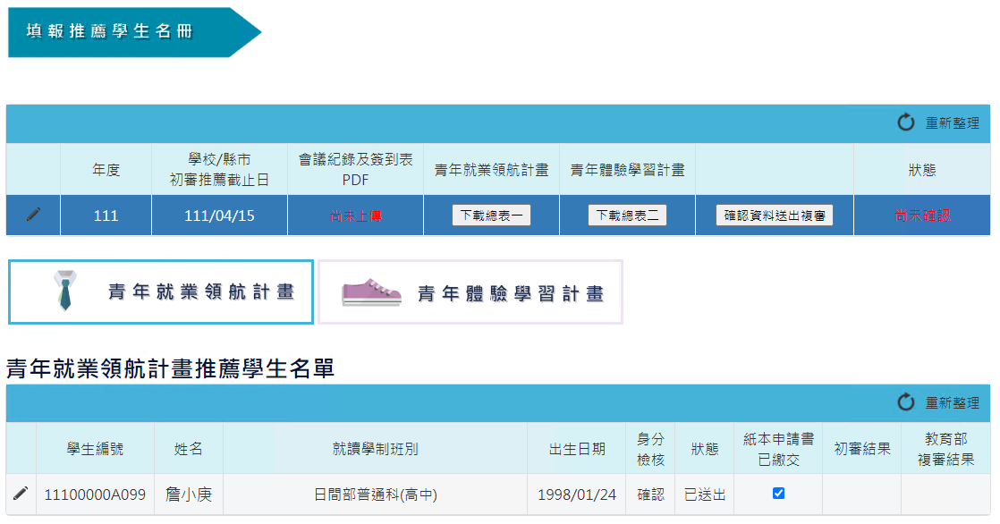 填報推薦學生名冊
重新整理
年度
學校/縣市
初審推薦截止日
會議紀錄及簽到表
PDF
青年就業領航計畫
青年體驗學習計畫
狀態
111
111/04/15
尚未上傳
下載總表一
下載總表二
確認資料送出複審
尚未確認
青年就業領航計畫
青年體驗學習計畫
青年就業領航計畫推薦學生名單
重新整理
學生編號
姓名
就讀學制班別
出生日期
身分
檢核
狀態
紙本申請書
已繳交
初審結果
教育部
複審結果
11100000A099
詹小庚
日間部普通科(高中)
1998/01/24
確認
已送出